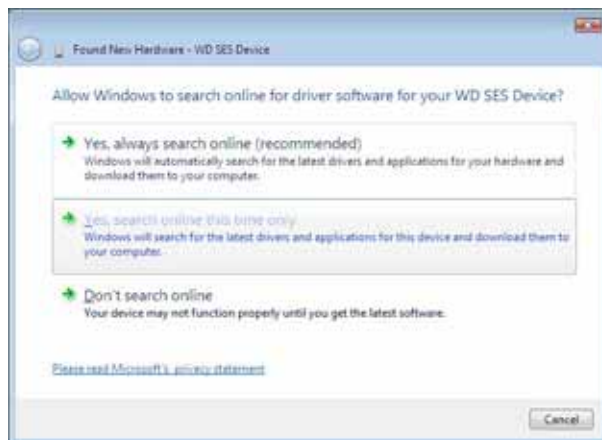 Found New Hardware - WD SES Device
Allow Windows to search online for driver software for your WD SES Device?
Yes, always search online (recommended)
Windows will automatically search for the latest drivers and applications for your hardware and
download them to your computer.
Yes, search online this time only
Windows will search for the latest drivers and applications for this device and download them to
your computer.
Don't search online
Your device may not function properly until you get the latest software.
Please read Microsoft's privacy statement
Cancel